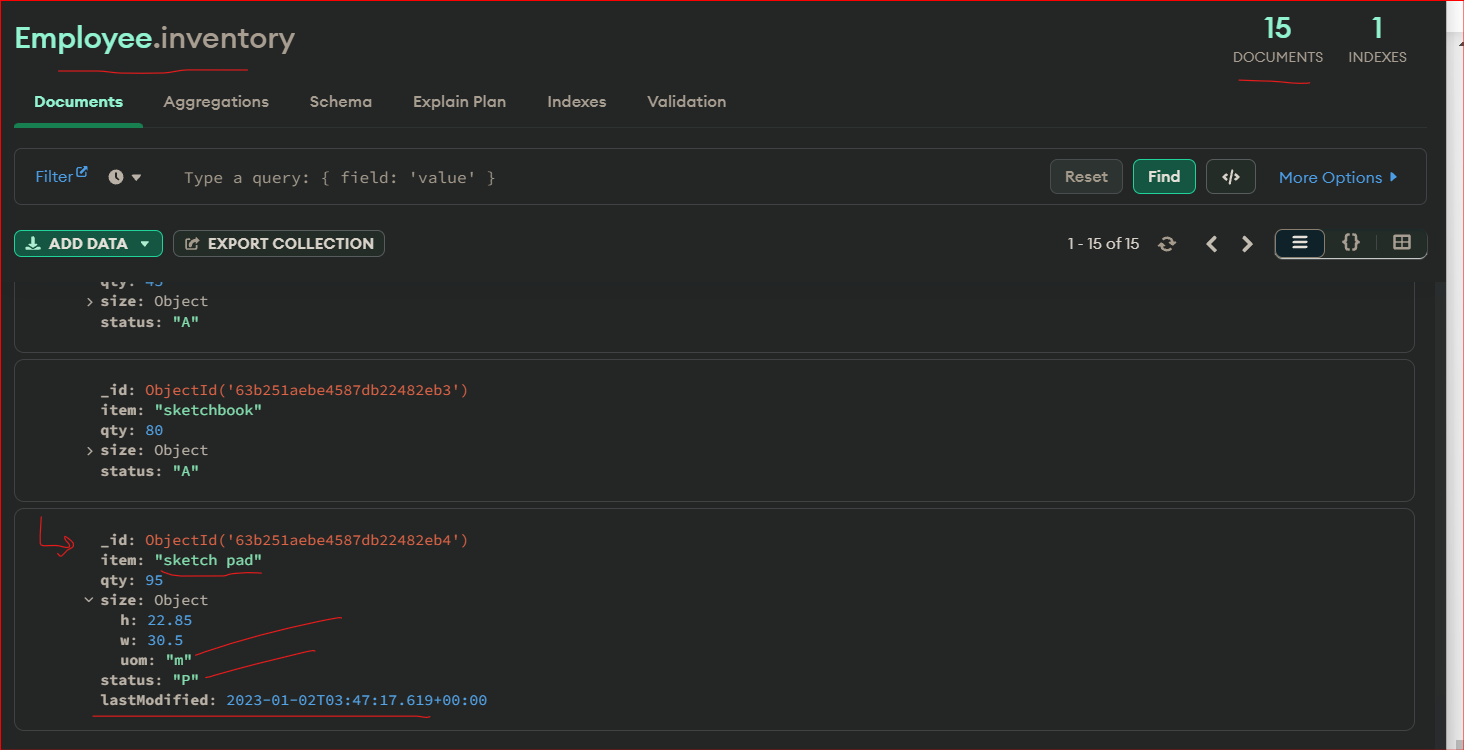 Employee.inventory
15 1
DOCUMENTS INDEXES
Documents Aggregations Schema Explain Plan Indexes Validation
Filter Type a query: { field: 'value' } Reset Find </> More Options
ADD DATA EXPORT COLLECTION 1 - 15 of 15 {}
qty: 45
size: Object
status: "A"
_id: ObjectId('63b251aebe4587db22482eb3')
item: "sketchbook"
qty: 80
size: Object
status: "A"
_id: ObjectId('63b251aebe4587db22482eb4')
item: "sketch pad"
qty: 95
size: Object
h: 22.85
w: 30.5
uom: "m"
status: "P"
lastModified: 2023-01-02T03:47:17.619+00:00